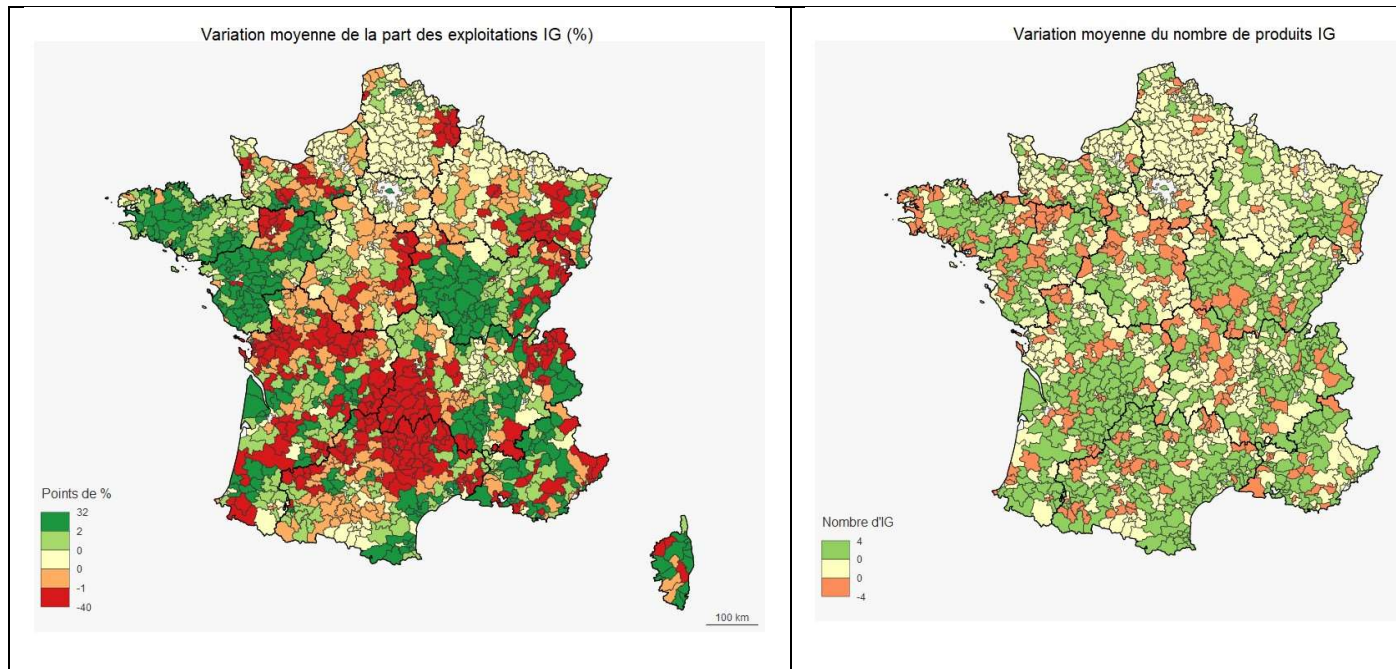 Variation moyenne de la part des exploitations IG (%)
Points de %
32
2
0
0
-1
-40
100 km
Variation moyenne du nombre de produits IG
Nombre d'IG
4
0
0
-4